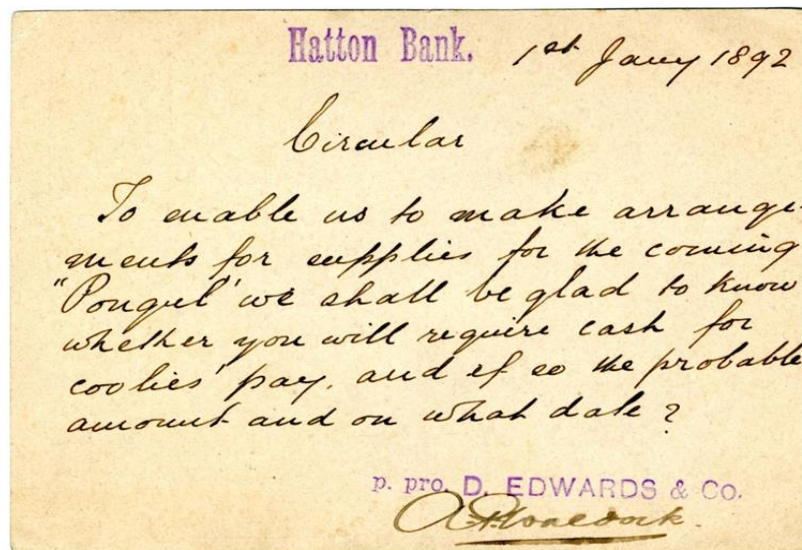 Hatton Bank. 1st Jany 1892
Circular
To enable us to make arrange-
ments for supplies for the coming
"Pongul" we shall be glad to know
whether you will require cash for
coolies' pay, and if so the probable
amount and on what date?
p. pro D. EDWARDS & Co.